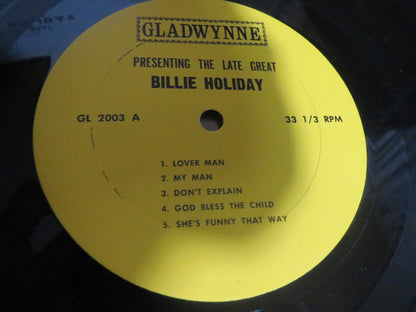 GLADWYNNE
PRESENTING THE LATE GREAT
BILLIE HOLIDAY
GL 2003 A
33 1/3 RPM
1. LOVER MAN
2. MY MAN
3. DON'T EXPLAIN
4. GOD BLESS THE CHILD
5. SHE'S FUNNY THAT WAY